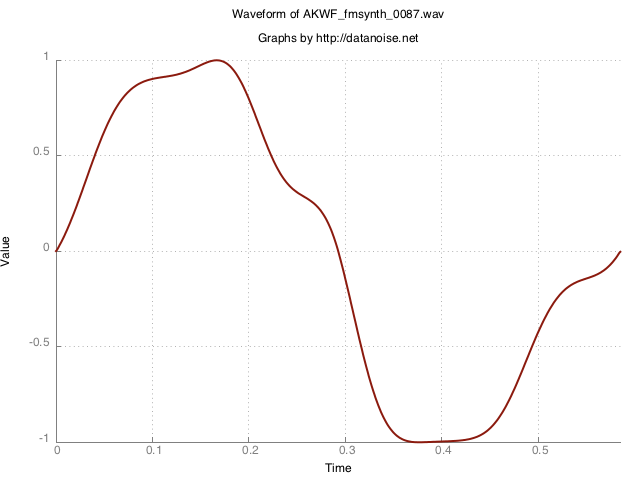 Waveform of AKWF_fmsynth_0087.wav
Graphs by http://datanoise.net
1
0.5
0
-0.5
-1
Value
0 0.1 0.2 0.3 0.4 0.5
Time